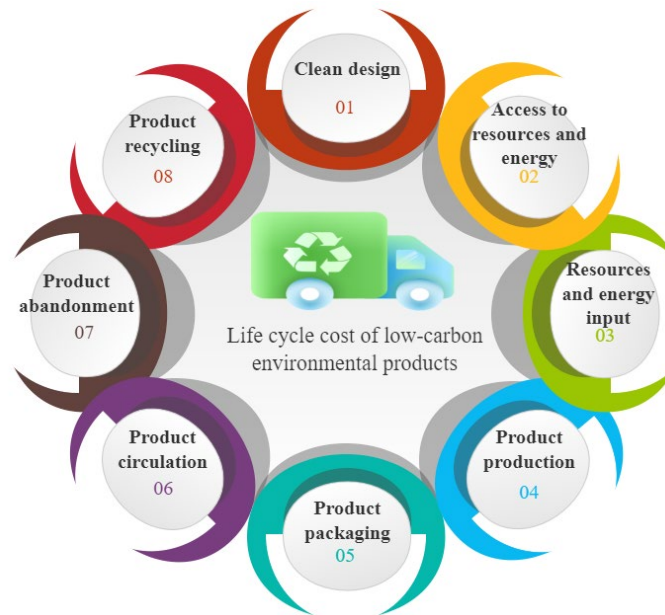 Clean design
01
Access to
resources and
energy
02
Resources
and energy
input
03
Product
production
04
Product
packaging
05
Product
circulation
06
Product
abandonment
07
Product
recycling
08
Life cycle cost of low-carbon
environmental products